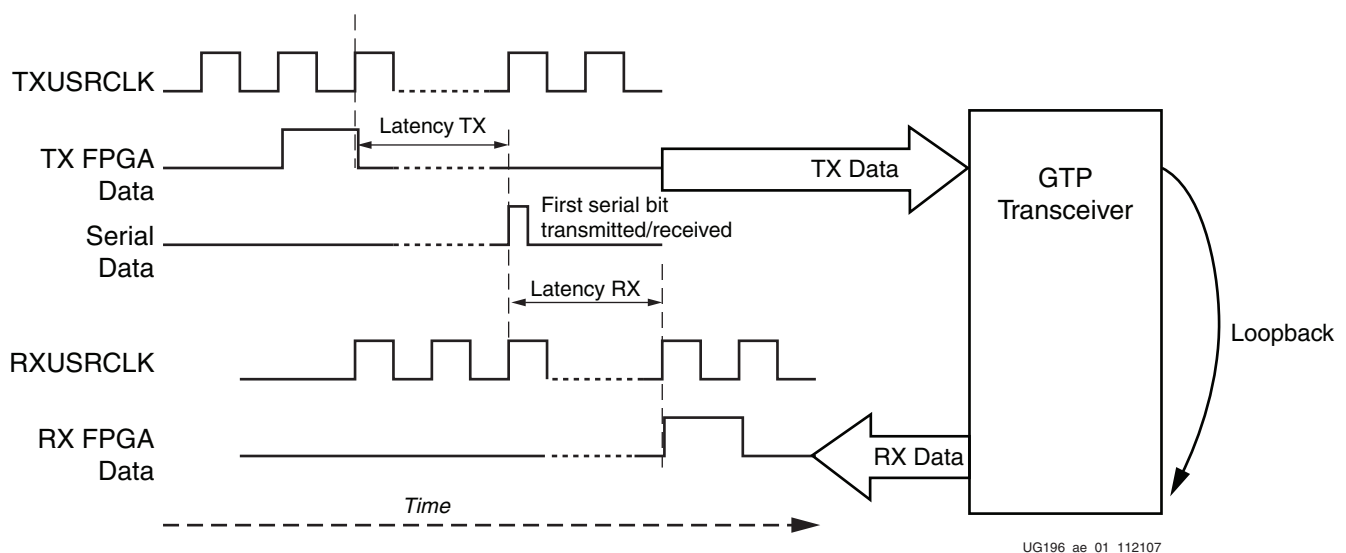 TXUSRCLK
Latency TX
TX FPGA
Data
TX Data
GTP
Transceiver
First serial bit
transmitted/received
Serial
Data
Latency RX
Loopback
RXUSRCLK
RX FPGA
Data
RX Data
Time
UG196_ae_01_112107